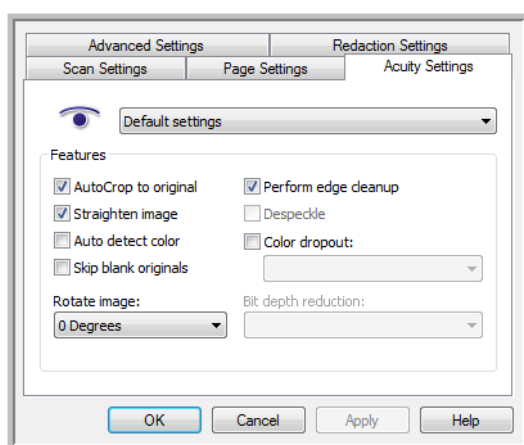 Advanced Settings Redaction Settings
Scan Settings Page Settings Acuity Settings
Default settings
Features
AutoCrop to original Perform edge cleanup
Straighten image Despeckle
Auto detect color Color dropout:
Skip blank originals
Rotate image: Bit depth reduction:
0 Degrees
OK Cancel Apply Help